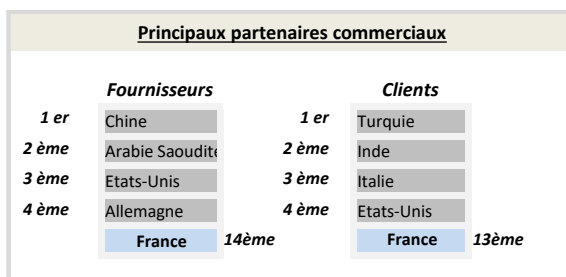 Principaux partenaires commerciaux
Fournisseurs Clients
1 er Chine 1 er Turquie
2 ème Arabie Saoudite 2 ème Inde
3 ème Etats-Unis 3 ème Italie
4 ème Allemagne 4 ème Etats-Unis
France 14ème France 13ème